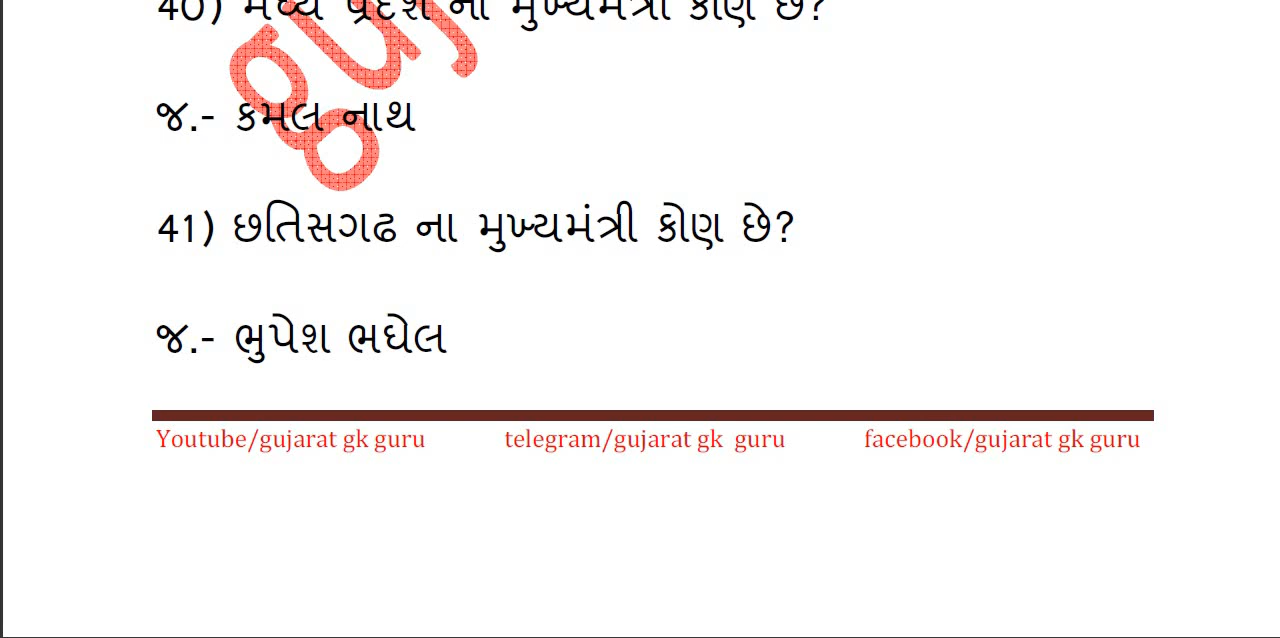 40) મધ્ય પ્રદેશ ના મુખ્યમંત્રી કોણ છે?
જ.- કમલ નાથ
41) છતિસગઢ ના મુખ્યમંત્રી કોણ છે?
જ.- ભુપેશ ભઘેલ
Youtube/gujarat gk guru telegram/gujarat gk guru facebook/gujarat gk guru